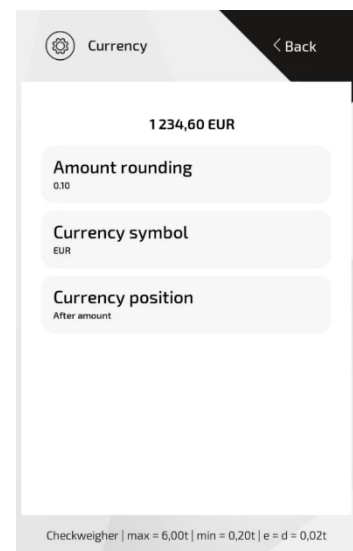 Currency
< Back
1 234,60 EUR
Amount rounding
0.10
Currency symbol
EUR
Currency position
After amount
Checkweigher | max = 6,00t | min = 0,20t | e = d = 0,02t